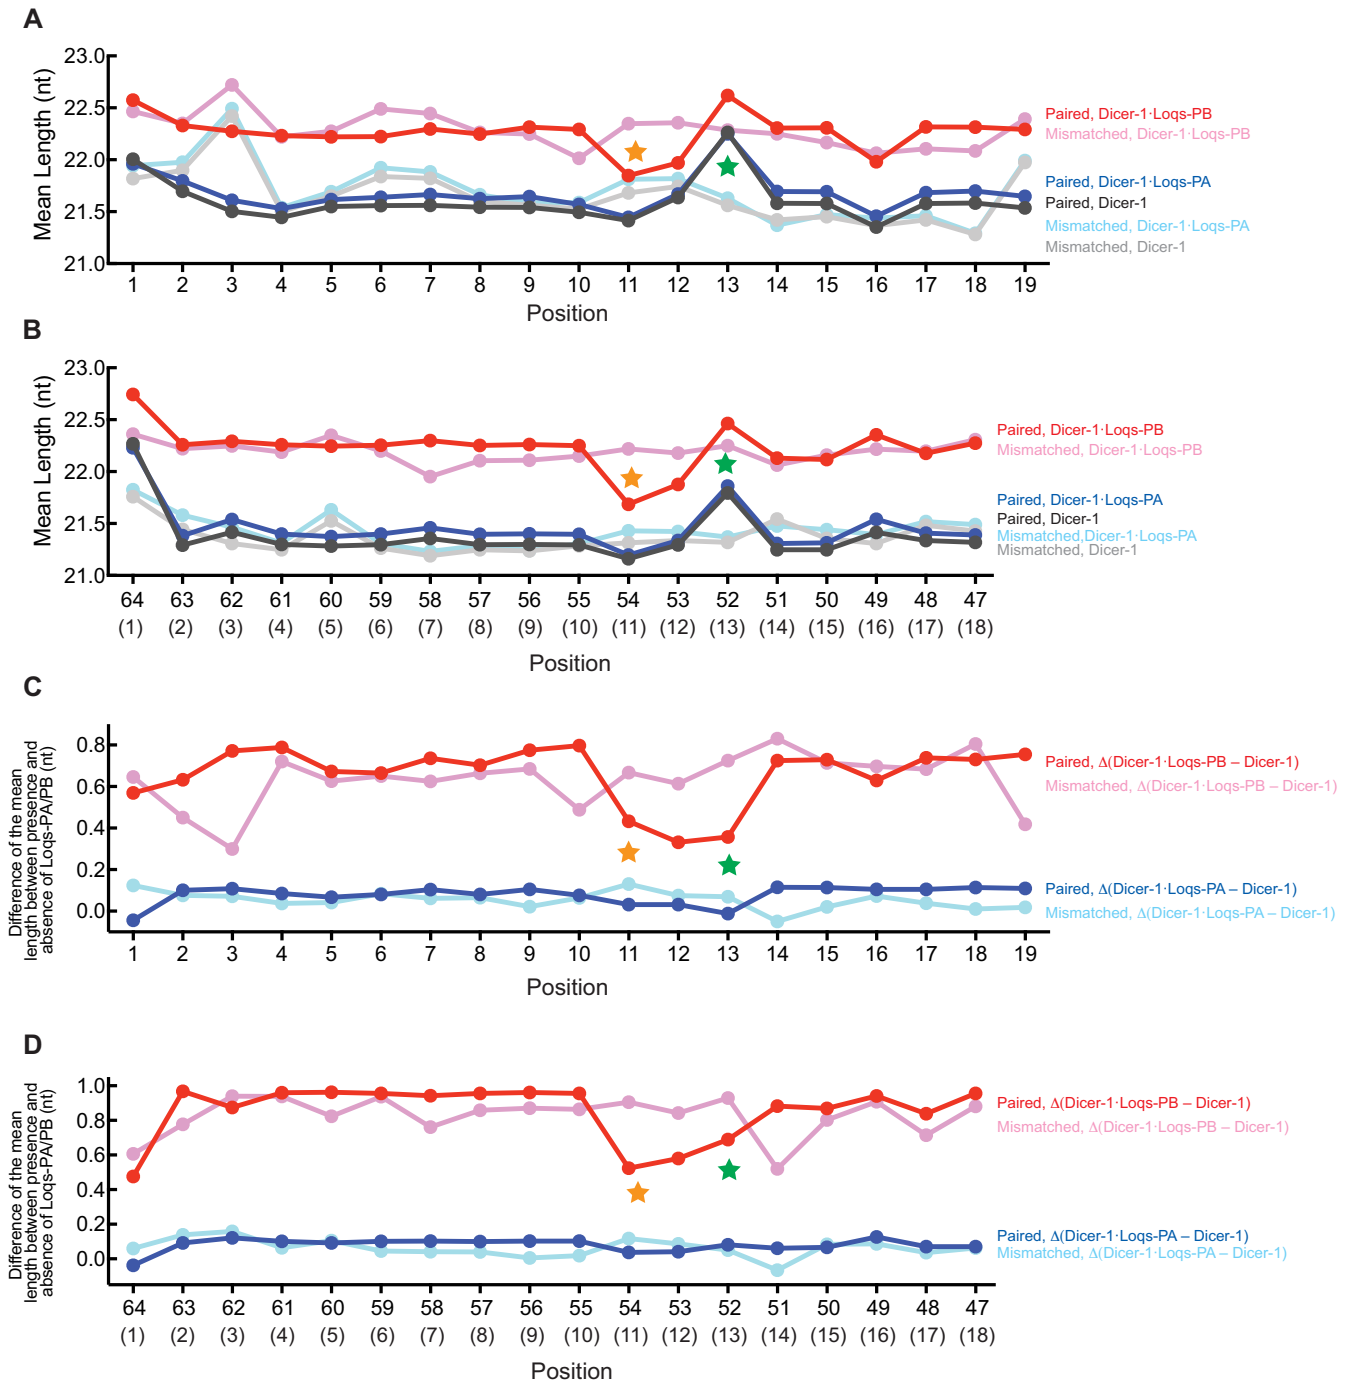 A
Mean Length (nt)
23.0
22.5
22.0
21.5
21.0
1 2 3 4 5 6 7 8 9 10 11 12 13 14 15 16 17 18 19
Position
Paired, Dicer-1·Loqs-PB
Mismatched, Dicer-1·Loqs-PB
Paired, Dicer-1·Loqs-PA
Paired, Dicer-1
Mismatched, Dicer-1·Loqs-PA
Mismatched, Dicer-1
B
Mean Length (nt)
23.0
22.5
22.0
21.5
21.0
64 63 62 61 60 59 58 57 56 55 54 53 52 51 50 49 48 47
(1) (2) (3) (4) (5) (6) (7) (8) (9) (10) (11) (12) (13) (14) (15) (16) (17) (18)
Position
Paired, Dicer-1·Loqs-PB
Mismatched, Dicer-1·Loqs-PB
Paired, Dicer-1·Loqs-PA
Paired, Dicer-1
Mismatched,Dicer-1·Loqs-PA
Mismatched, Dicer-1
C
Difference of the mean
length between presence and
absence of Loqs-PA/PB (nt)
0.8
0.6
0.4
0.2
0.0
1 2 3 4 5 6 7 8 9 10 11 12 13 14 15 16 17 18 19
Position
Paired, Δ(Dicer-1·Loqs-PB – Dicer-1)
Mismatched, Δ(Dicer-1·Loqs-PB – Dicer-1)
Paired, Δ(Dicer-1·Loqs-PA – Dicer-1)
Mismatched, Δ(Dicer-1·Loqs-PA – Dicer-1)
D
Difference of the mean
length between presence and
absence of Loqs-PA/PB (nt)
1.0
0.8
0.6
0.4
0.2
0.0
64 63 62 61 60 59 58 57 56 55 54 53 52 51 50 49 48 47
(1) (2) (3) (4) (5) (6) (7) (8) (9) (10) (11) (12) (13) (14) (15) (16) (17) (18)
Position
Paired, Δ(Dicer-1·Loqs-PB – Dicer-1)
Mismatched, Δ(Dicer-1·Loqs-PB – Dicer-1)
Paired, Δ(Dicer-1·Loqs-PA – Dicer-1)
Mismatched, Δ(Dicer-1·Loqs-PA – Dicer-1)